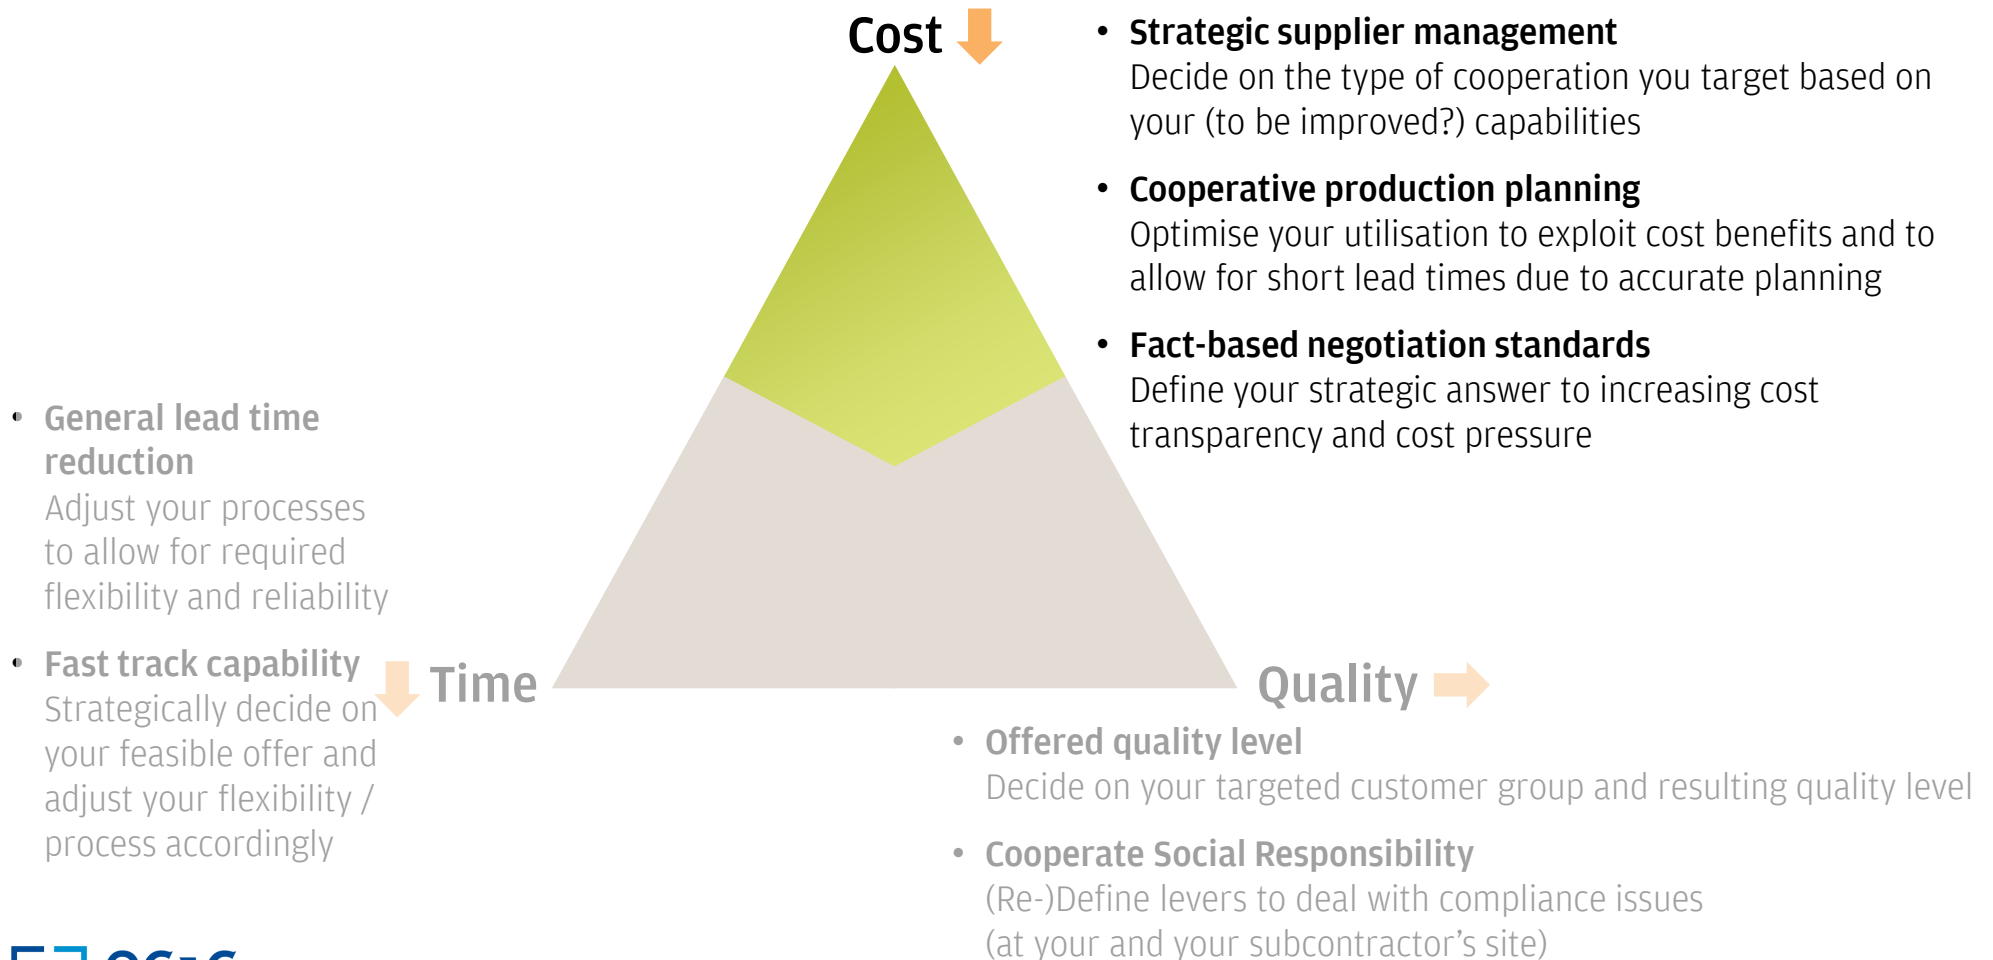 Cost
• Strategic supplier management
Decide on the type of cooperation you target based on
your (to be improved?) capabilities
• Cooperative production planning
Optimise your utilisation to exploit cost benefits and to
allow for short lead times due to accurate planning
• Fact-based negotiation standards
Define your strategic answer to increasing cost
transparency and cost pressure
• General lead time
reduction
Adjust your processes
to allow for required
flexibility and reliability
• Fast track capability
Strategically decide on
your feasible offer and
adjust your flexibility /
process accordingly
Time
Quality
• Offered quality level
Decide on your targeted customer group and resulting quality level
• Cooperate Social Responsibility
(Re-)Define levers to deal with compliance issues
(at your and your subcontractor’s site)